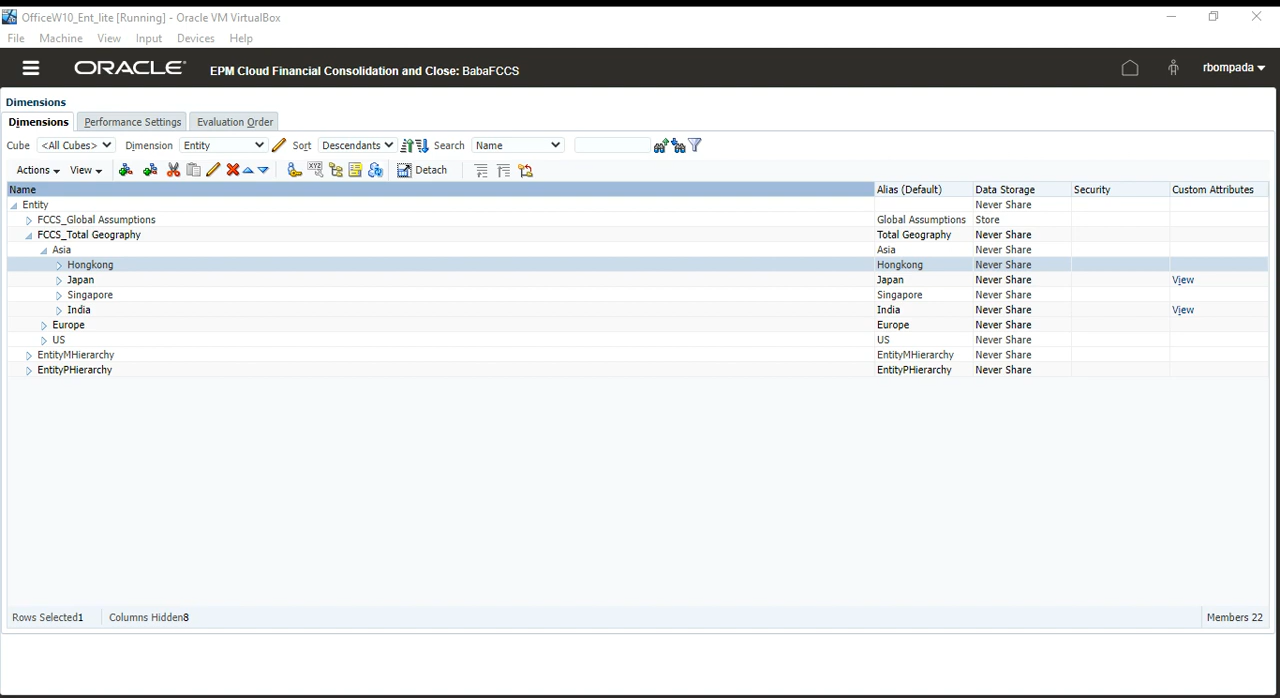 OfficeW10_Ent_lite [Running] - Oracle VM VirtualBox
File Machine View Input Devices Help
ORACLE® EPM Cloud Financial Consolidation and Close: BabaFCCS rbompada
Dimensions
Dimensions Performance Settings Evaluation Order
Cube <All Cubes> Dimension Entity Sort Descendants Search Name
Actions View XYZ Detach
Name Alias (Default) Data Storage Security Custom Attributes
Entity Never Share
FCCS_Global Assumptions Global Assumptions Store
FCCS_Total Geography Total Geography Never Share
Asia Asia Never Share
Hongkong Hongkong Never Share
Japan Japan Never Share View
Singapore Singapore Never Share
India India Never Share View
Europe Europe Never Share
US US Never Share
EntityMHierarchy EntityMHierarchy Never Share
EntityPHierarchy EntityPHierarchy Never Share
Rows Selected1 Columns Hidden8 Members 22